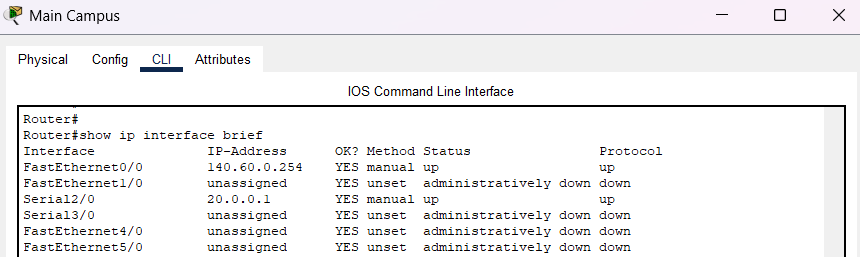 Main Campus
Physical Config CLI Attributes
IOS Command Line Interface
Router#
Router#show ip interface brief
Interface              IP-Address      OK? Method Status                Protocol
FastEthernet0/0        140.60.0.254    YES manual up                    up
FastEthernet1/0        unassigned      YES unset  administratively down down
Serial2/0              20.0.0.1        YES manual up                    up
Serial3/0              unassigned      YES unset  administratively down down
FastEthernet4/0        unassigned      YES unset  administratively down down
FastEthernet5/0        unassigned      YES unset  administratively down down